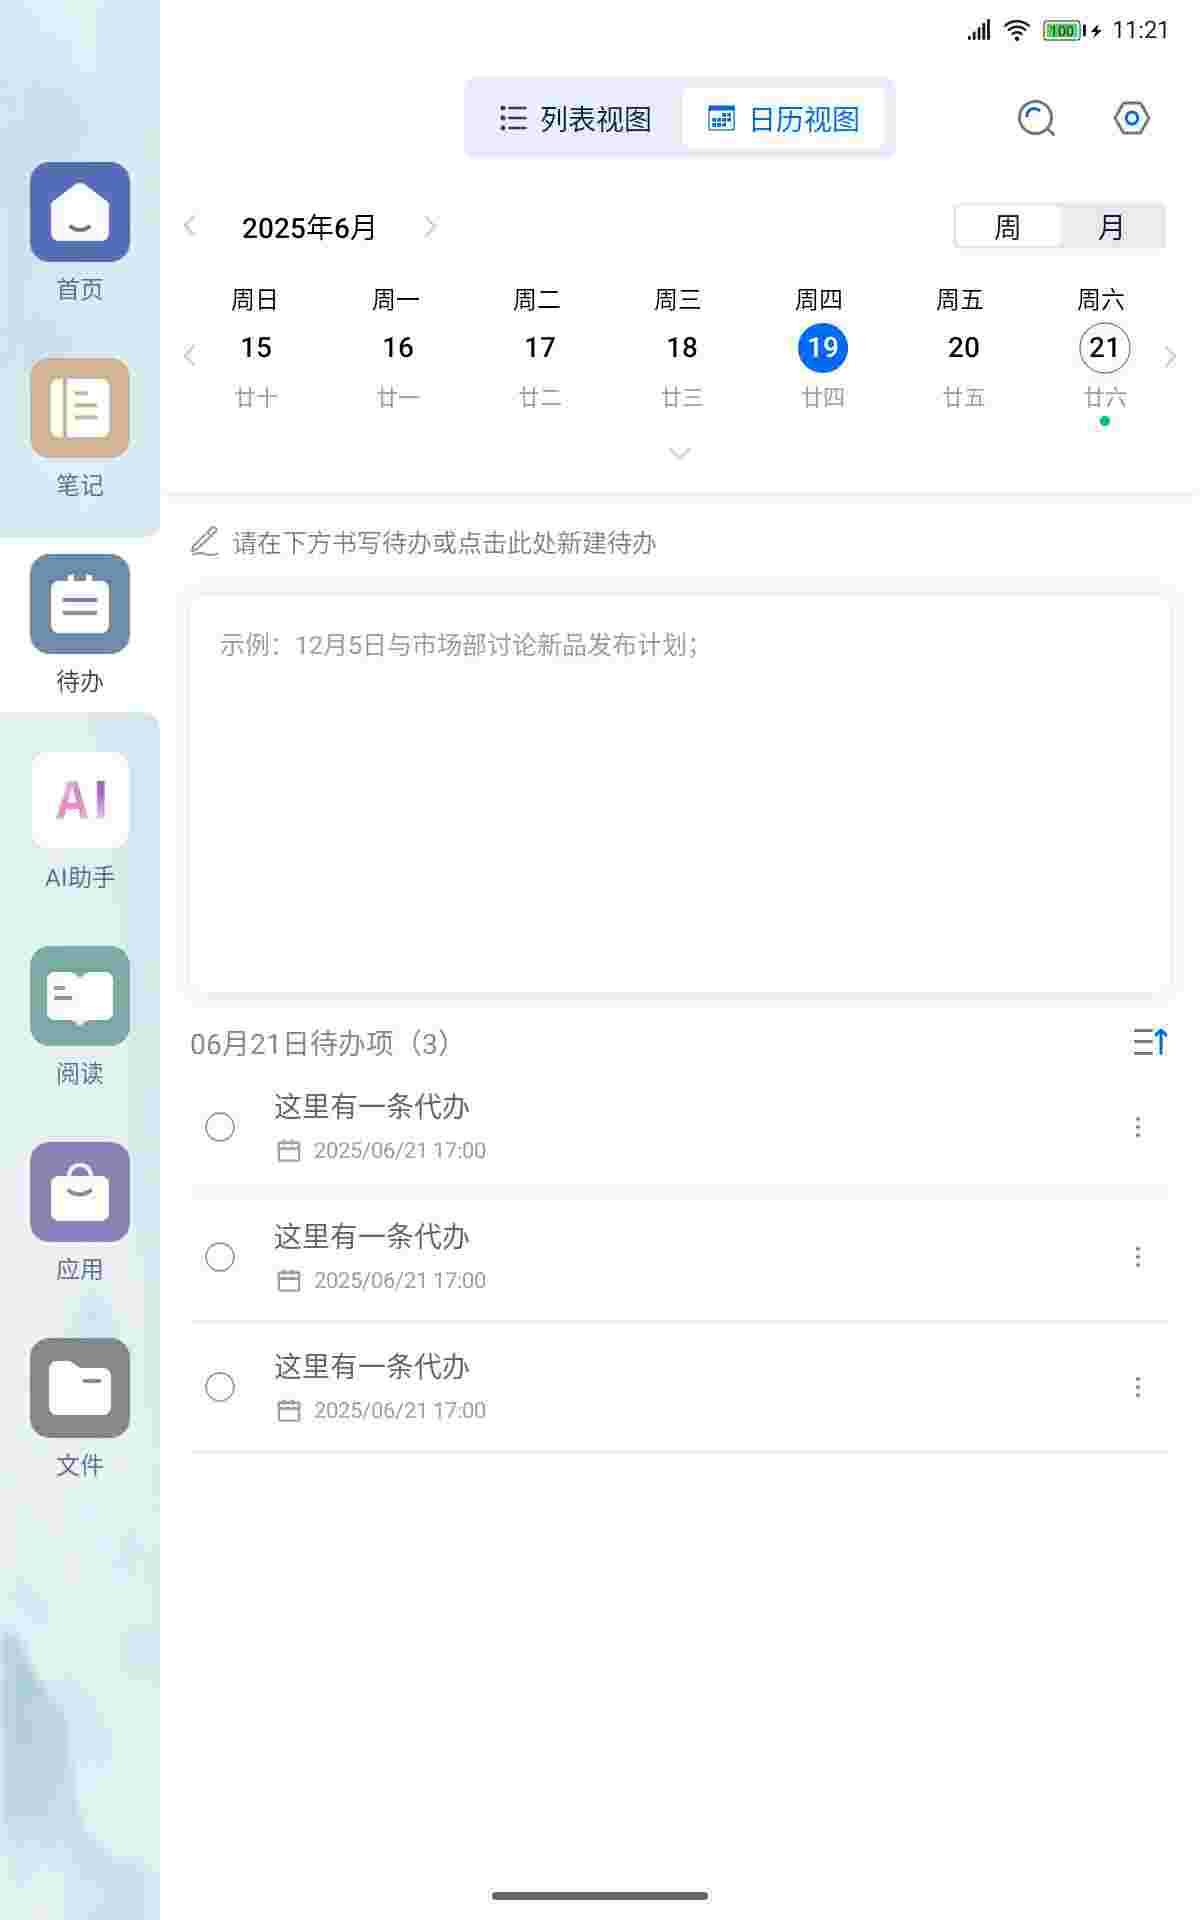 100 11:21
列表视图 日历视图
2025年6月 周 月
周日 周一 周二 周三 周四 周五 周六
15 16 17 18 19 20 21
廿十 廿一 廿二 廿三 廿四 廿五 廿六
请在下方书写待办或点击此处新建待办
示例：12月5日与市场部讨论新品发布计划；
06月21日待办项（3）
这里有一条代办
2025/06/21 17:00
这里有一条代办
2025/06/21 17:00
这里有一条代办
2025/06/21 17:00
首页
笔记
待办
AI
AI助手
阅读
应用
文件